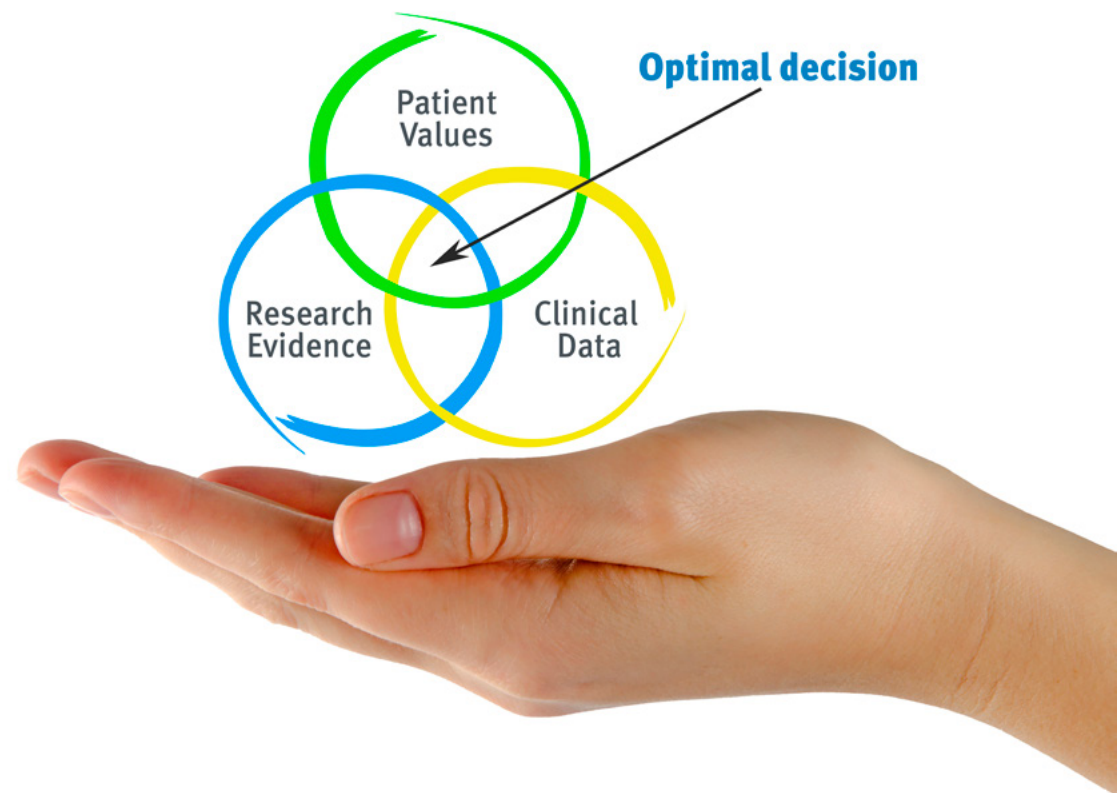 Optimal decision
Patient
Values
Research
Evidence
Clinical
Data